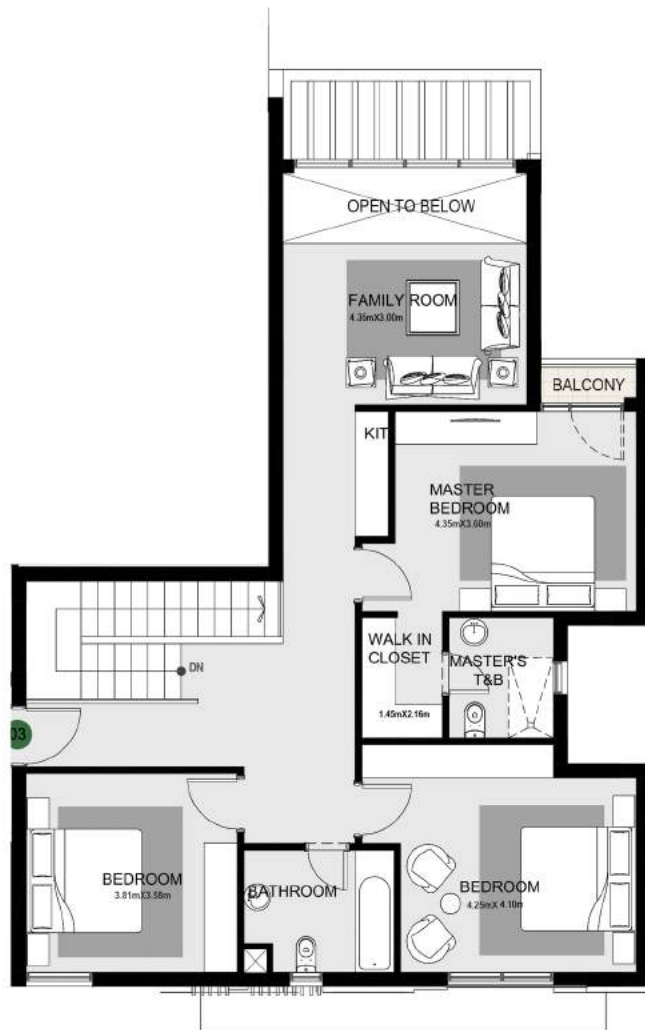 OPEN TO BELOW
FAMILY ROOM
4.35mX3.00m
BALCONY
KIT
MASTER
BEDROOM
4.35mX3.60m
WALK IN
CLOSET
1.45mX2.16m
MASTER'S
T&B
DN
03
BEDROOM
3.81mX3.58m
BATHROOM
BEDROOM
4.25mX 4.10m